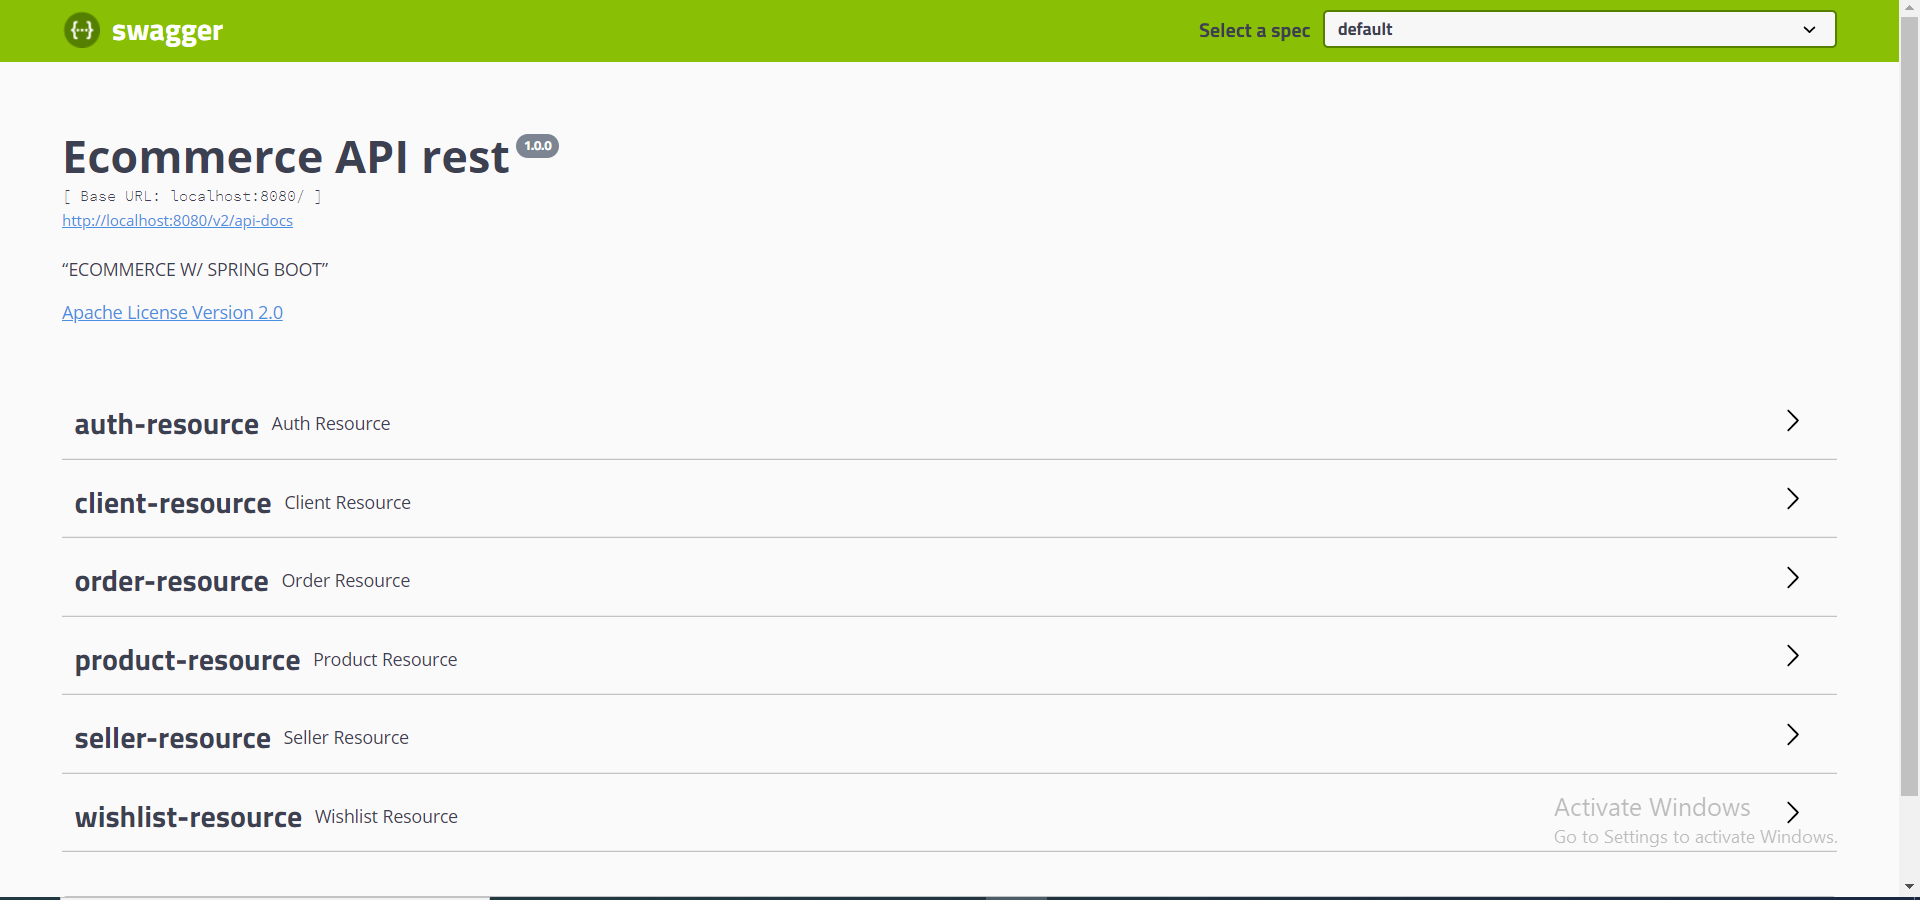 {···} swagger
Select a spec default
Ecommerce API rest 1.0.0
[ Base URL: localhost:8080/ ]
http://localhost:8080/v2/api-docs
“ECOMMERCE W/ SPRING BOOT”
Apache License Version 2.0
auth-resource Auth Resource
client-resource Client Resource
order-resource Order Resource
product-resource Product Resource
seller-resource Seller Resource
wishlist-resource Wishlist Resource
Activate Windows
Go to Settings to activate Windows.